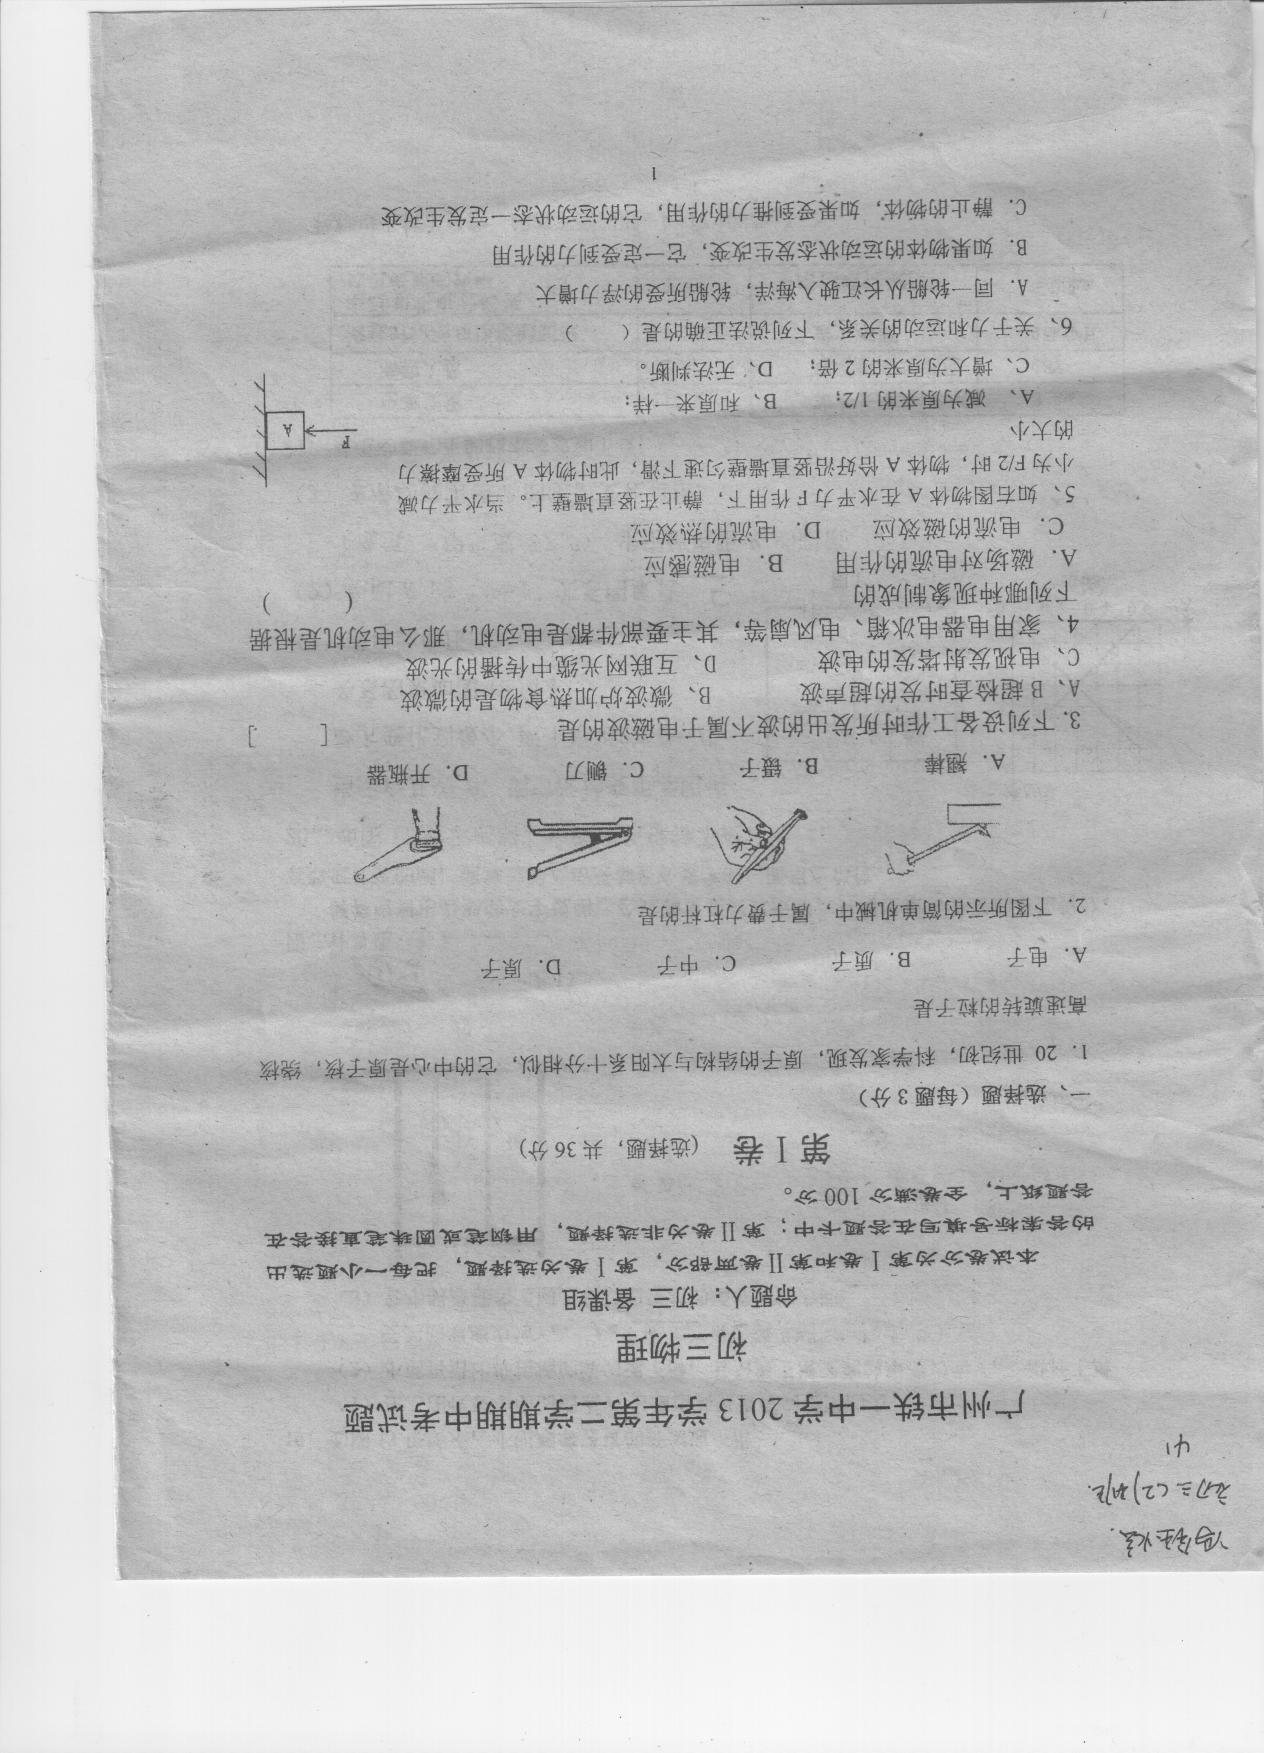 初三(2)班
41
广州市铁一中学 2013 学年第二学期期中考试题
初三物理
命题人：初三 备课组
本试卷分为第Ⅰ卷和第Ⅱ卷两部分，第Ⅰ卷为选择题，把每一小题选出
的答案标号填写在答题卡中；第Ⅱ卷为非选择题，用钢笔或圆珠笔直接答在
答题纸上，全卷满分 100 分。
第Ⅰ卷 （选择题，共 36 分）
一、选择题（每题 3 分）
1. 20 世纪初，科学家发现，原子的结构与太阳系十分相似，它的中心是原子核，绕核
高速旋转的粒子是
A. 电子 B. 质子 C. 中子 D. 原子
2. 下图所示的简单机械中，属于费力杠杆的是
A. 撬棒 B. 镊子 C. 铡刀 D. 开瓶器
3. 下列设备工作时所发出的波不属于电磁波的是 [ ]
A、B 超检查时发的超声波 B、微波炉加热食物是的微波
C、电视发射塔发的电波 D、互联网光缆中传播的光波
4、家用电器电冰箱、电风扇等，其主要部件都是电动机，那么电动机是根据
下列哪种现象制成的 （ ）
A. 磁场对电流的作用 B. 电磁感应
C. 电流的磁效应 D. 电流的热效应
5、如右图物体 A 在水平力 F 作用下，静止在竖直墙壁上。当水平力减
小为 F/2 时，物体 A 恰好沿竖直墙壁匀速下滑，此时物体 A 所受摩擦力
的大小
F
A
A、 减为原来的 1/2； B、和原来一样；
C、增大为原来的 2 倍； D、无法判断。
6、关于力和运动的关系，下列说法正确的是（ ）
A. 同一轮船从长江驶入海洋，轮船所受的浮力增大
B. 如果物体的运动状态发生改变，它一定受到力的作用
C. 静止的物体，如果受到推力的作用，它的运动状态一定发生改变
1